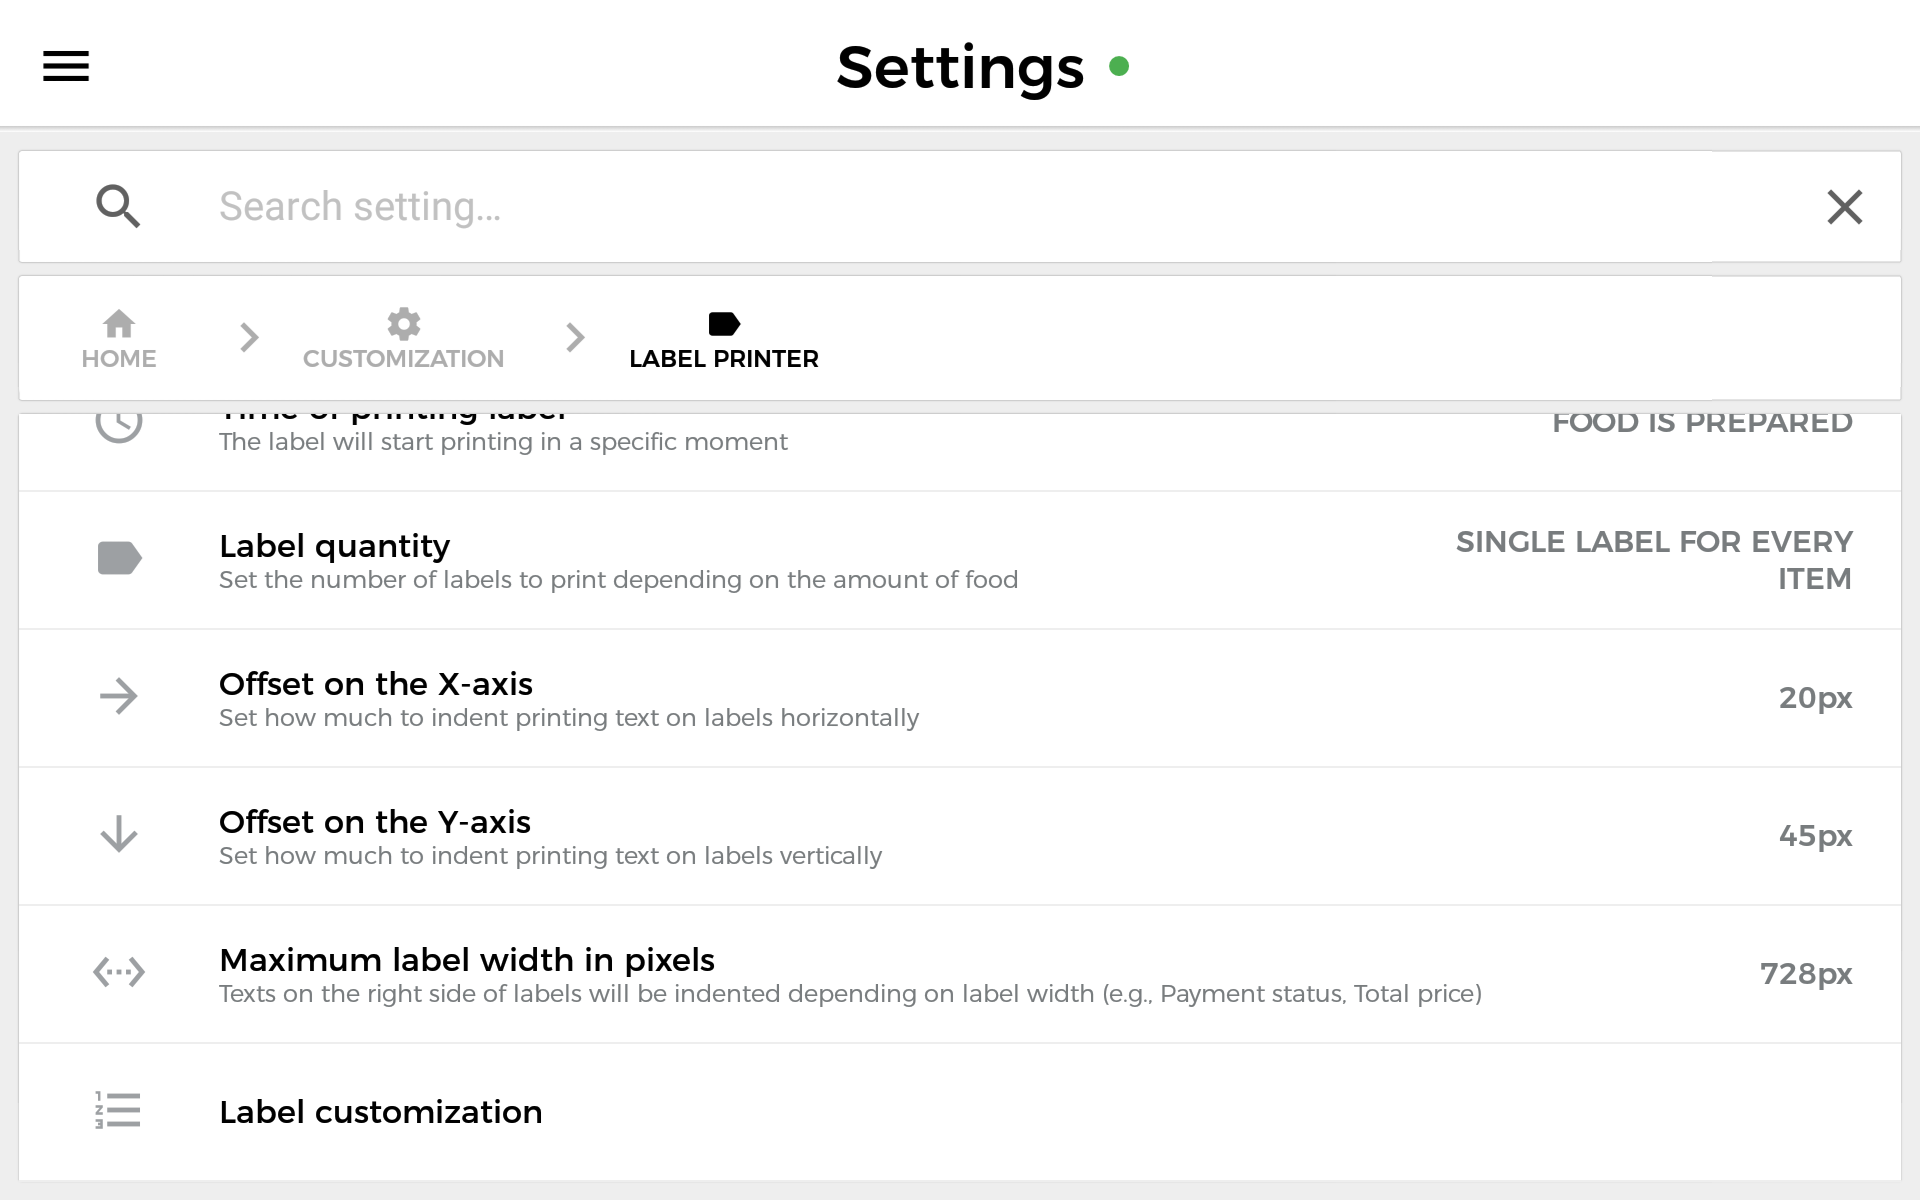 Settings
Search setting...
HOME
CUSTOMIZATION
LABEL PRINTER
Time of printing label
The label will start printing in a specific moment
FOOD IS PREPARED
Label quantity
Set the number of labels to print depending on the amount of food
SINGLE LABEL FOR EVERY
ITEM
Offset on the X-axis
Set how much to indent printing text on labels horizontally
20px
Offset on the Y-axis
Set how much to indent printing text on labels vertically
45px
Maximum label width in pixels
Texts on the right side of labels will be indented depending on label width (e.g., Payment status, Total price)
728px
Label customization